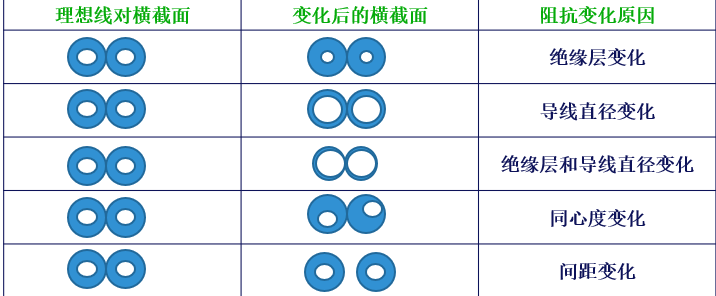 理想线对横截面
变化后的横截面
阻抗变化原因
绝缘层变化
导线直径变化
绝缘层和导线直径变化
同心度变化
间距变化